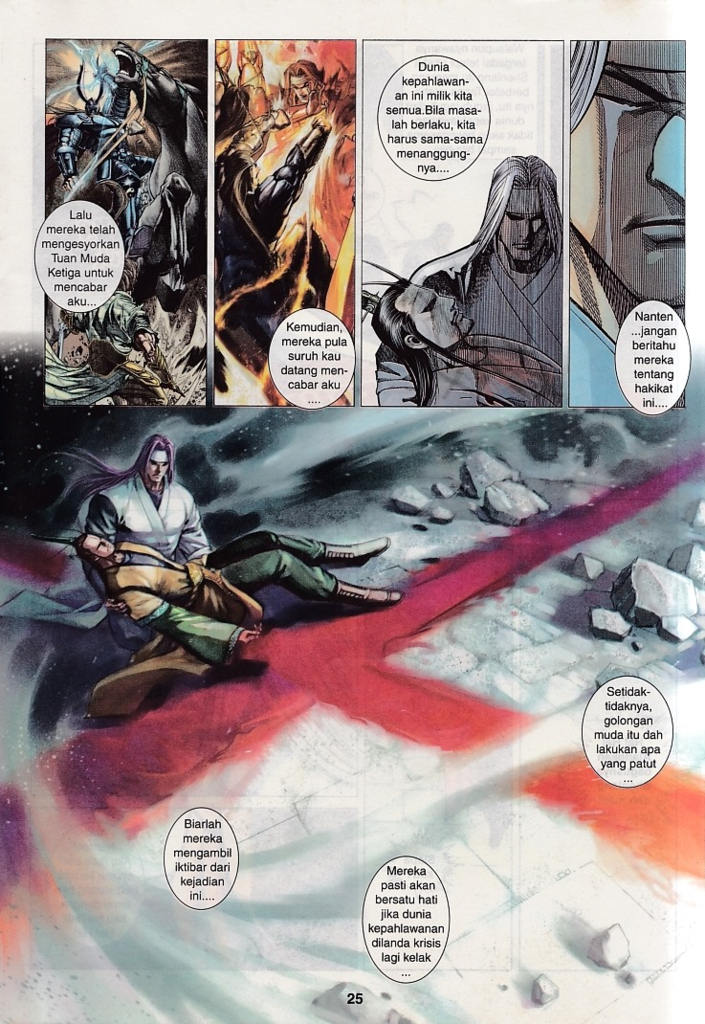 Lalu
mereka telah
mengesyorkan
Tuan Muda
Ketiga untuk
mencabar
aku...
Kemudian,
mereka pula
suruh kau
datang men-
cabar aku
....
Dunia
kepahlawan-
an ini milik kita
semua.Bila masa-
lah berlaku, kita
harus sama-sama
menanggung-
nya....
Nanten
...jangan
beritahu
mereka
tentang
hakikat
ini....
Setidak-
tidaknya,
golongan
muda itu dah
lakukan apa
yang patut
...
Biarlah
mereka
mengambil
iktibar dari
kejadian
ini....
Mereka
pasti akan
bersatu hati
jika dunia
kepahlawanan
dilanda krisis
lagi kelak
...
25